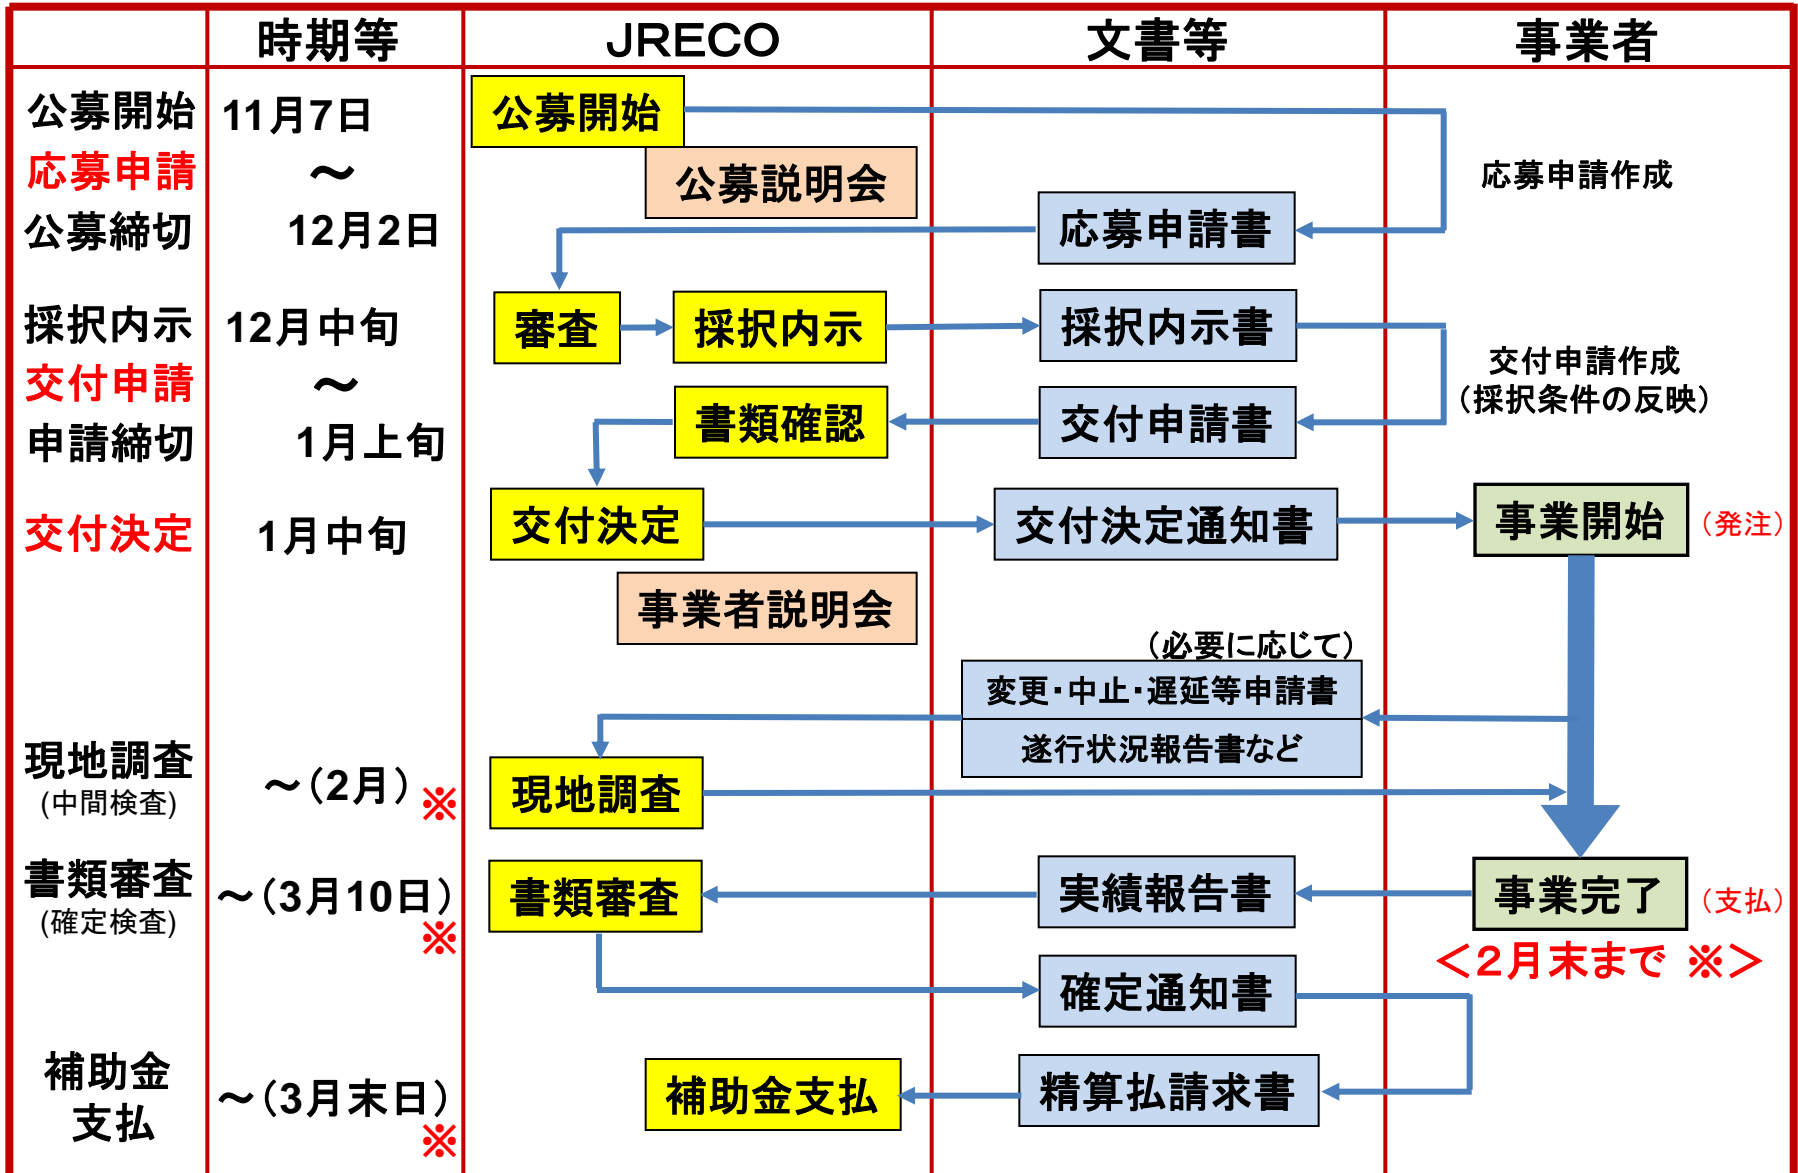 時期等
JRECO
文書等
事業者
公募開始
11月7日
公募開始
応募申請
～
公募説明会
応募申請作成
公募締切
12月2日
応募申請書
採択内示
12月中旬
審査
採択内示
採択内示書
交付申請
～
交付申請作成
(採択条件の反映)
申請締切
1月上旬
書類確認
交付申請書
交付決定
1月中旬
交付決定
交付決定通知書
事業開始
(発注)
事業者説明会
(必要に応じて)
変更・中止・遅延等申請書
遂行状況報告書など
現地調査
(中間検査)
～(2月)
※
現地調査
書類審査
(確定検査)
～(3月10日)
※
書類審査
実績報告書
事業完了
(支払)
＜2月末まで ※＞
確定通知書
補助金
支払
～(3月末日)
※
補助金支払
精算払請求書